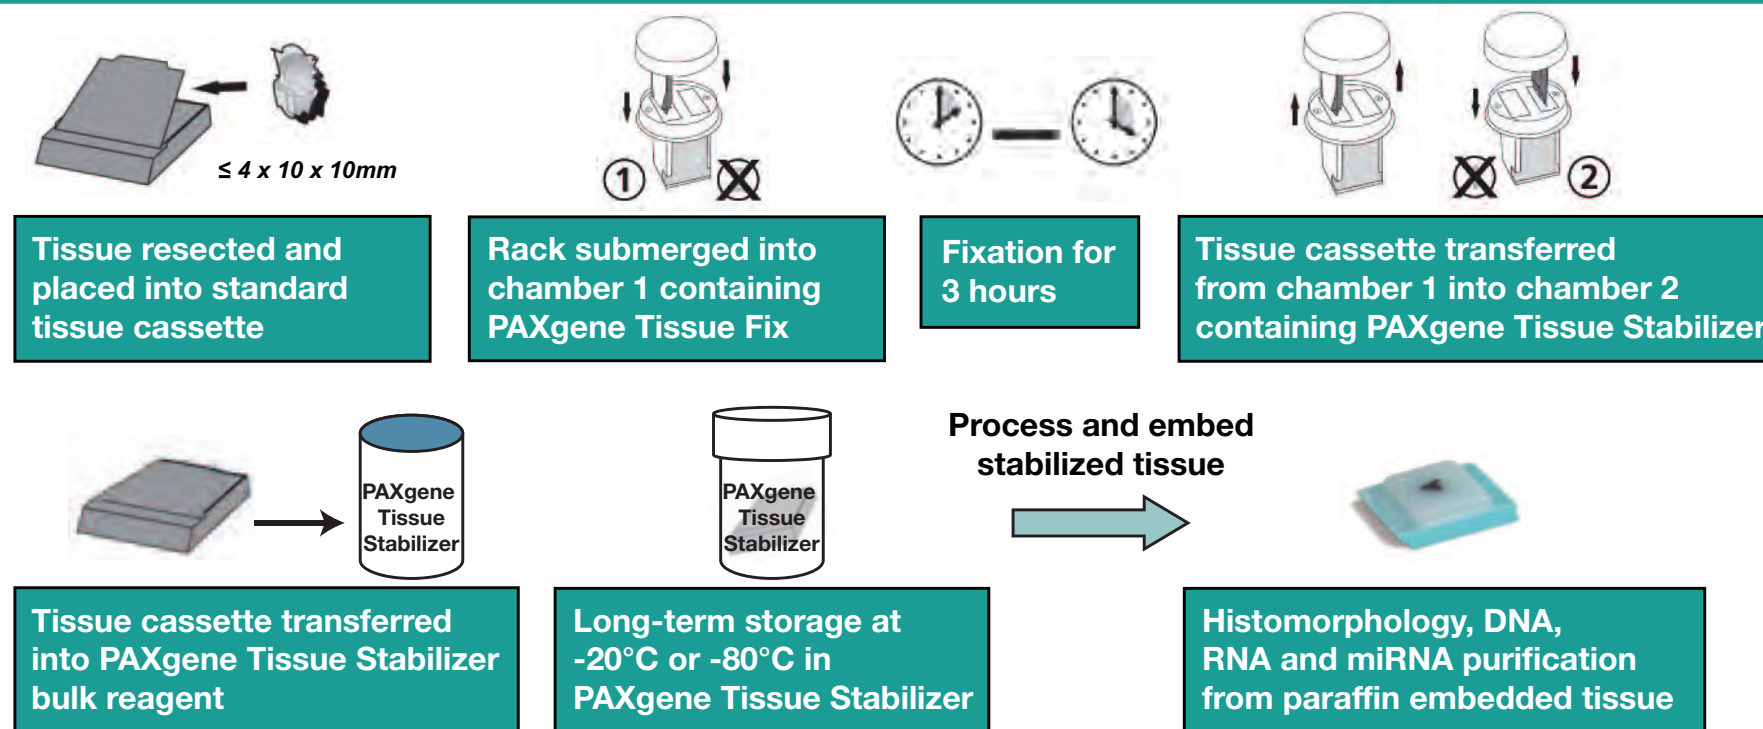 ≤ 4 x 10 x 10mm
1 X
X 2
Tissue resected and
placed into standard
tissue cassette
Rack submerged into
chamber 1 containing
PAXgene Tissue Fix
Fixation for
3 hours
Tissue cassette transferred
from chamber 1 into chamber 2
containing PAXgene Tissue Stabilizer
PAXgene
Tissue
Stabilizer
PAXgene
Tissue
Stabilizer
Process and embed
stabilized tissue
Tissue cassette transferred
into PAXgene Tissue Stabilizer
bulk reagent
Long-term storage at
-20°C or -80°C in
PAXgene Tissue Stabilizer
Histomorphology, DNA,
RNA and miRNA purification
from paraffin embedded tissue